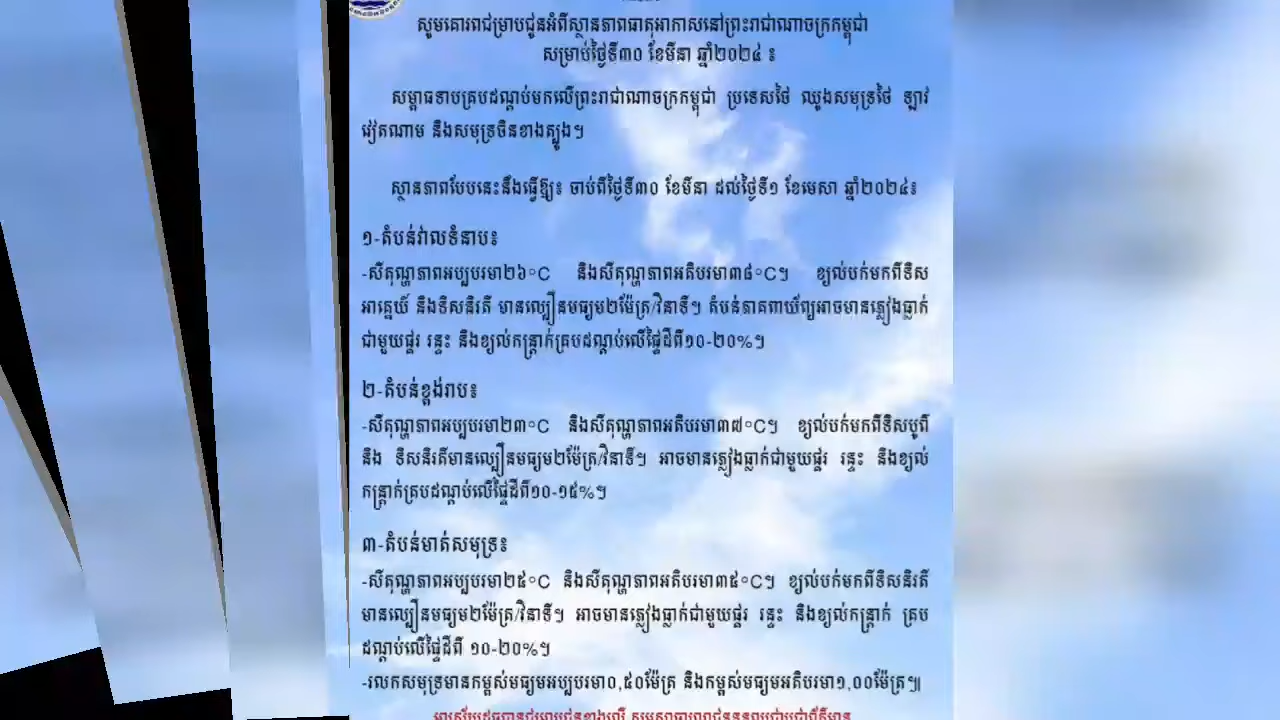 សូមគោរពជម្រាបជូនអំពីស្ថានភាពធាតុអាកាសនៅព្រះរាជាណាចក្រកម្ពុជា
សម្រាប់ថ្ងៃទី៣០ ខែមីនា ឆ្នាំ២០២៤ ៖
សម្ពាធទាបគ្របដណ្តប់មកលើព្រះរាជាណាចក្រកម្ពុជា ប្រទេសថៃ ឈូងសមុទ្រថៃ ឡាវ
វៀតណាម និងសមុទ្រចិនខាងត្បូង។
ស្ថានភាពបែបនេះនឹងធ្វើឱ្យ៖ ចាប់ពីថ្ងៃទី៣០ ខែមីនា ដល់ថ្ងៃទី១ ខែមេសា ឆ្នាំ២០២៤៖
១-តំបន់វាលទំនាប៖
-សីតុណ្ហភាពអប្បបរមា២៦°C និងសីតុណ្ហភាពអតិបរមា៣៨°C។ ខ្យល់បក់មកពីទិស
អាគ្នេយ៍ និងទិសនិរតី មានល្បឿនមធ្យម២ម៉ែត្រ/វិនាទី។ តំបន់ភាគពាយ័ព្យអាចមានភ្លៀងធ្លាក់
ជាមួយផ្គរ រន្ទះ និងខ្យល់កន្ត្រាក់គ្របដណ្តប់លើផ្ទៃដីពី១០-២០%។
២-តំបន់ខ្ពង់រាប៖
-សីតុណ្ហភាពអប្បបរមា២៣°C និងសីតុណ្ហភាពអតិបរមា៣៧°C។ ខ្យល់បក់មកពីទិសបូព៌
និង ទិសនិរតីមានល្បឿនមធ្យម២ម៉ែត្រ/វិនាទី។ អាចមានភ្លៀងធ្លាក់ជាមួយផ្គរ រន្ទះ និងខ្យល់
កន្ត្រាក់គ្របដណ្តប់លើផ្ទៃដីពី១០-១៥%។
៣-តំបន់មាត់សមុទ្រ៖
-សីតុណ្ហភាពអប្បបរមា២៥°C និងសីតុណ្ហភាពអតិបរមា៣៥°C។ ខ្យល់បក់មកពីទិសនិរតី
មានល្បឿនមធ្យម២ម៉ែត្រ/វិនាទី។ អាចមានភ្លៀងធ្លាក់ជាមួយផ្គរ រន្ទះ និងខ្យល់កន្ត្រាក់ គ្រប
ដណ្តប់លើផ្ទៃដីពី ១០-២០%។
-រលកសមុទ្រមានកម្ពស់មធ្យមអប្បបរមា០,៥០ម៉ែត្រ និងកម្ពស់មធ្យមអតិបរមា១,០០ម៉ែត្រ៕